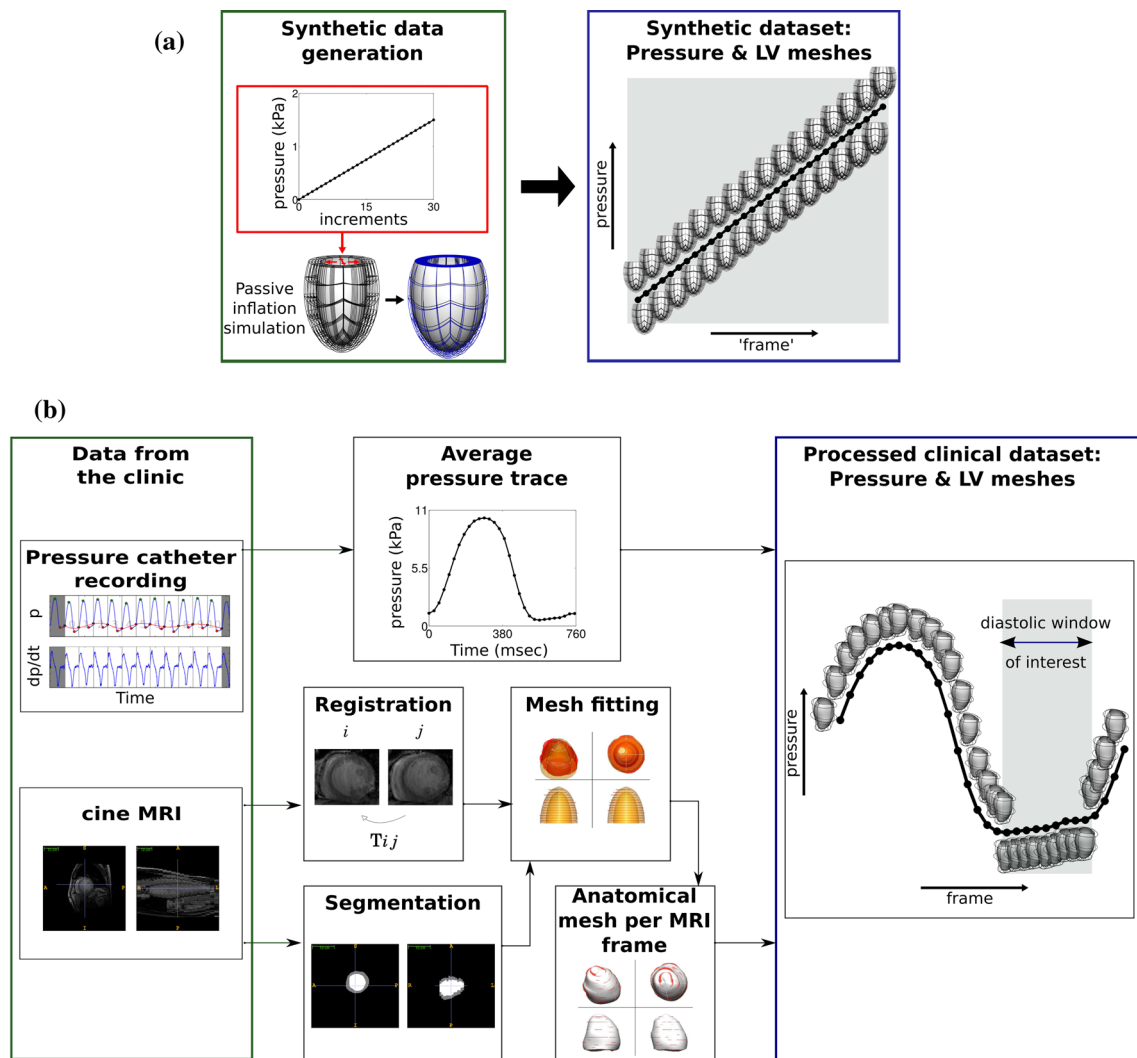 (a)
Synthetic data
generation
2
pressure (kPa)
0
0
15
30
increments
Passive
inflation
simulation
Synthetic dataset:
Pressure & LV meshes
pressure
'frame'
(b)
Data from
the clinic
Pressure catheter
recording
p
dp/dt
Time
cine MRI
S
A
P
I
A
R
L
P
Average
pressure trace
11
pressure (kPa)
5.5
0
0
380
760
Time (msec)
Registration
i
j
Tij
Segmentation
S
A
P
I
A
R
L
P
Mesh fitting
Anatomical
mesh per MRI
frame
Processed clinical dataset:
Pressure & LV meshes
diastolic window
of interest
pressure
frame